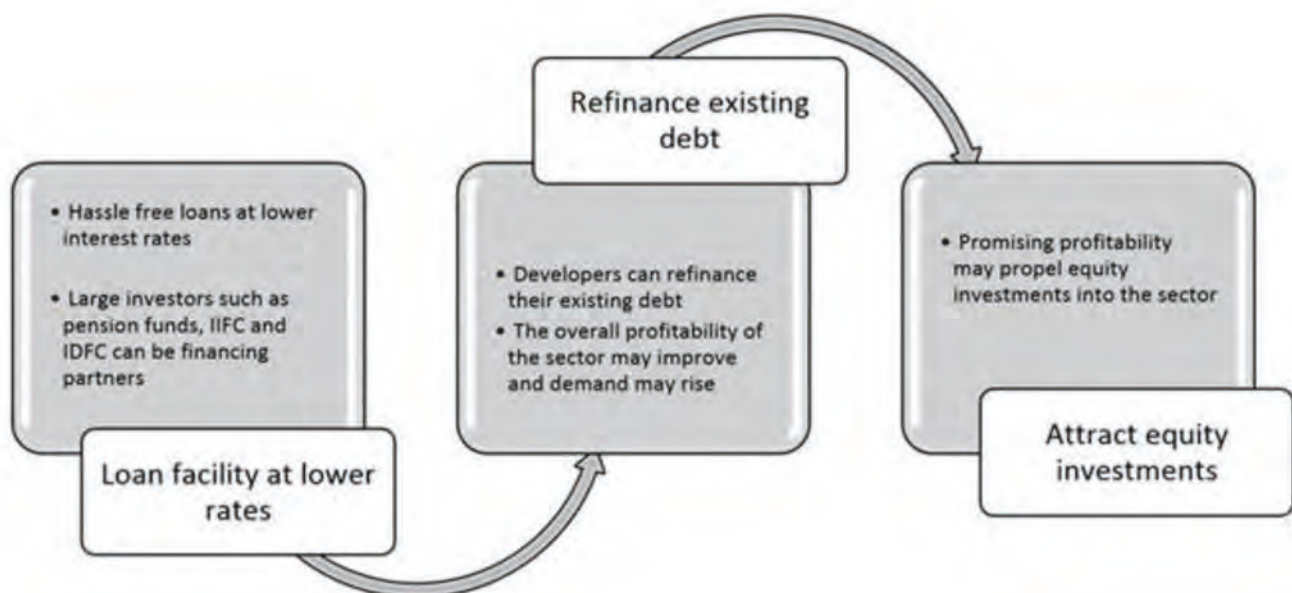 • Hassle free loans at lower
interest rates
• Large investors such as
pension funds, IIFC and
IDFC can be financing
partners
Loan facility at lower
rates
Refinance existing
debt
• Developers can refinance
their existing debt
• The overall profitability of
the sector may improve
and demand may rise
• Promising profitability
may propel equity
investments into the sector
Attract equity
investments